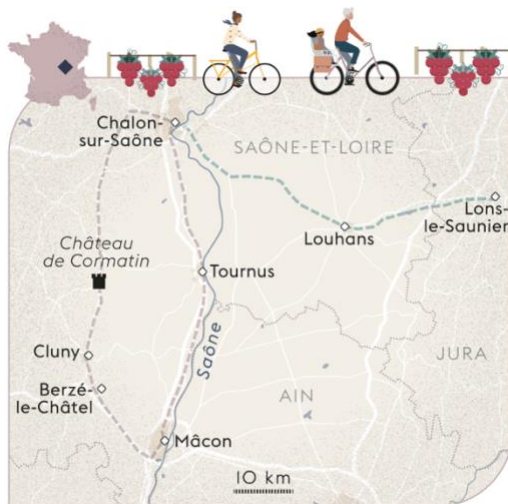 Chalon-
sur-Saône
SAÔNE-ET-LOIRE
Lons-
le-Saunier
Louhans
Château
de Cormatin
Tournus
Saône
Cluny
JURA
Berzé-
le-Châtel
AIN
Mâcon
10 km